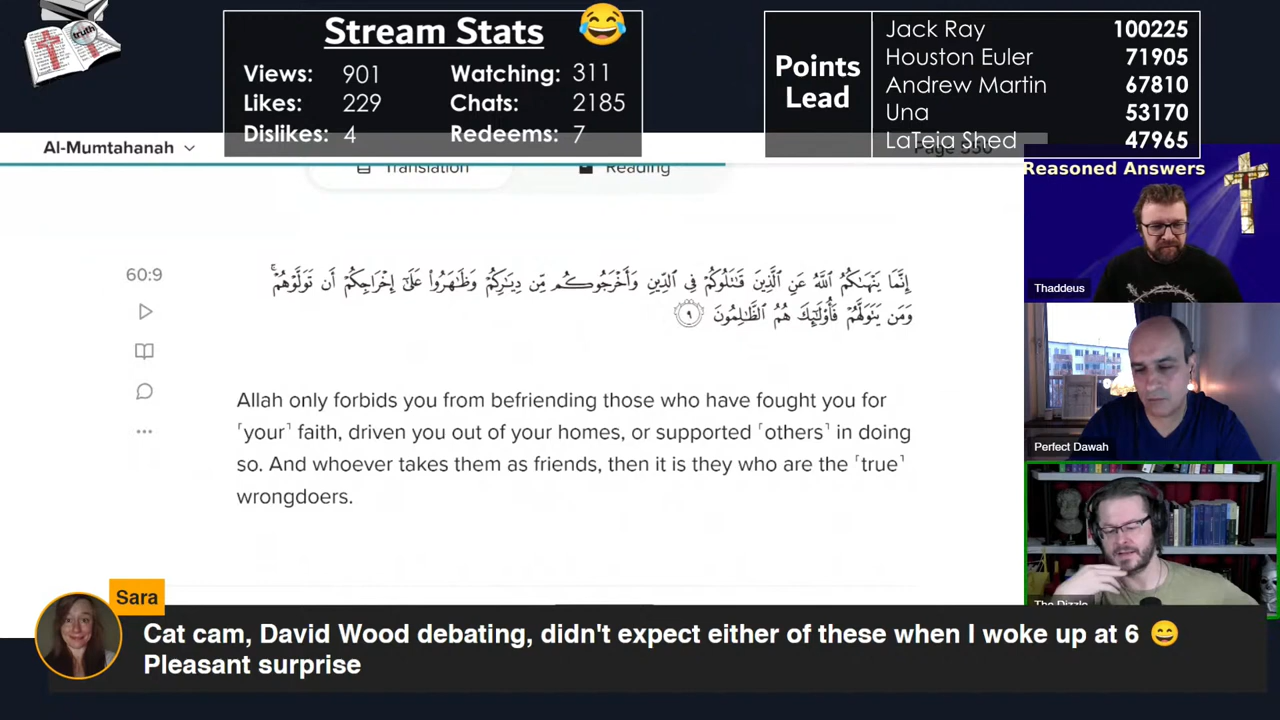 truth
Stream Stats 😂
Views: 901 Watching: 311
Likes: 229 Chats: 2185
Dislikes: 4 Redeems: 7
Points
Lead
Jack Ray 100225
Houston Euler 71905
Andrew Martin 67810
Una 53170
LaTeia Shed 47965
Al-Mumtahanah
Translation Reading
60:9
إِنَّمَا يَنْهَىٰكُمُ ٱللَّهُ عَنِ ٱلَّذِينَ قَـٰتَلُوكُمْ فِى ٱلدِّينِ وَأَخْرَجُوكُم مِّن دِيَـٰرِكُمْ وَظَـٰهَرُوا۟ عَلَىٰٓ إِخْرَاجِكُمْ أَن تَوَلَّوْهُمْ ۚ
وَمَن يَتَوَلَّهُمْ فَأُو۟لَـٰٓئِكَ هُمُ ٱلظَّـٰلِمُونَ ٩
Allah only forbids you from befriending those who have fought you for
˹your˺ faith, driven you out of your homes, or supported ˹others˺ in doing
so. And whoever takes them as friends, then it is they who are the ˹true˺
wrongdoers.
Reasoned Answers
Thaddeus
Perfect Dawah
The Dizzle
Sara
Cat cam, David Wood debating, didn't expect either of these when I woke up at 6 😄
Pleasant surprise